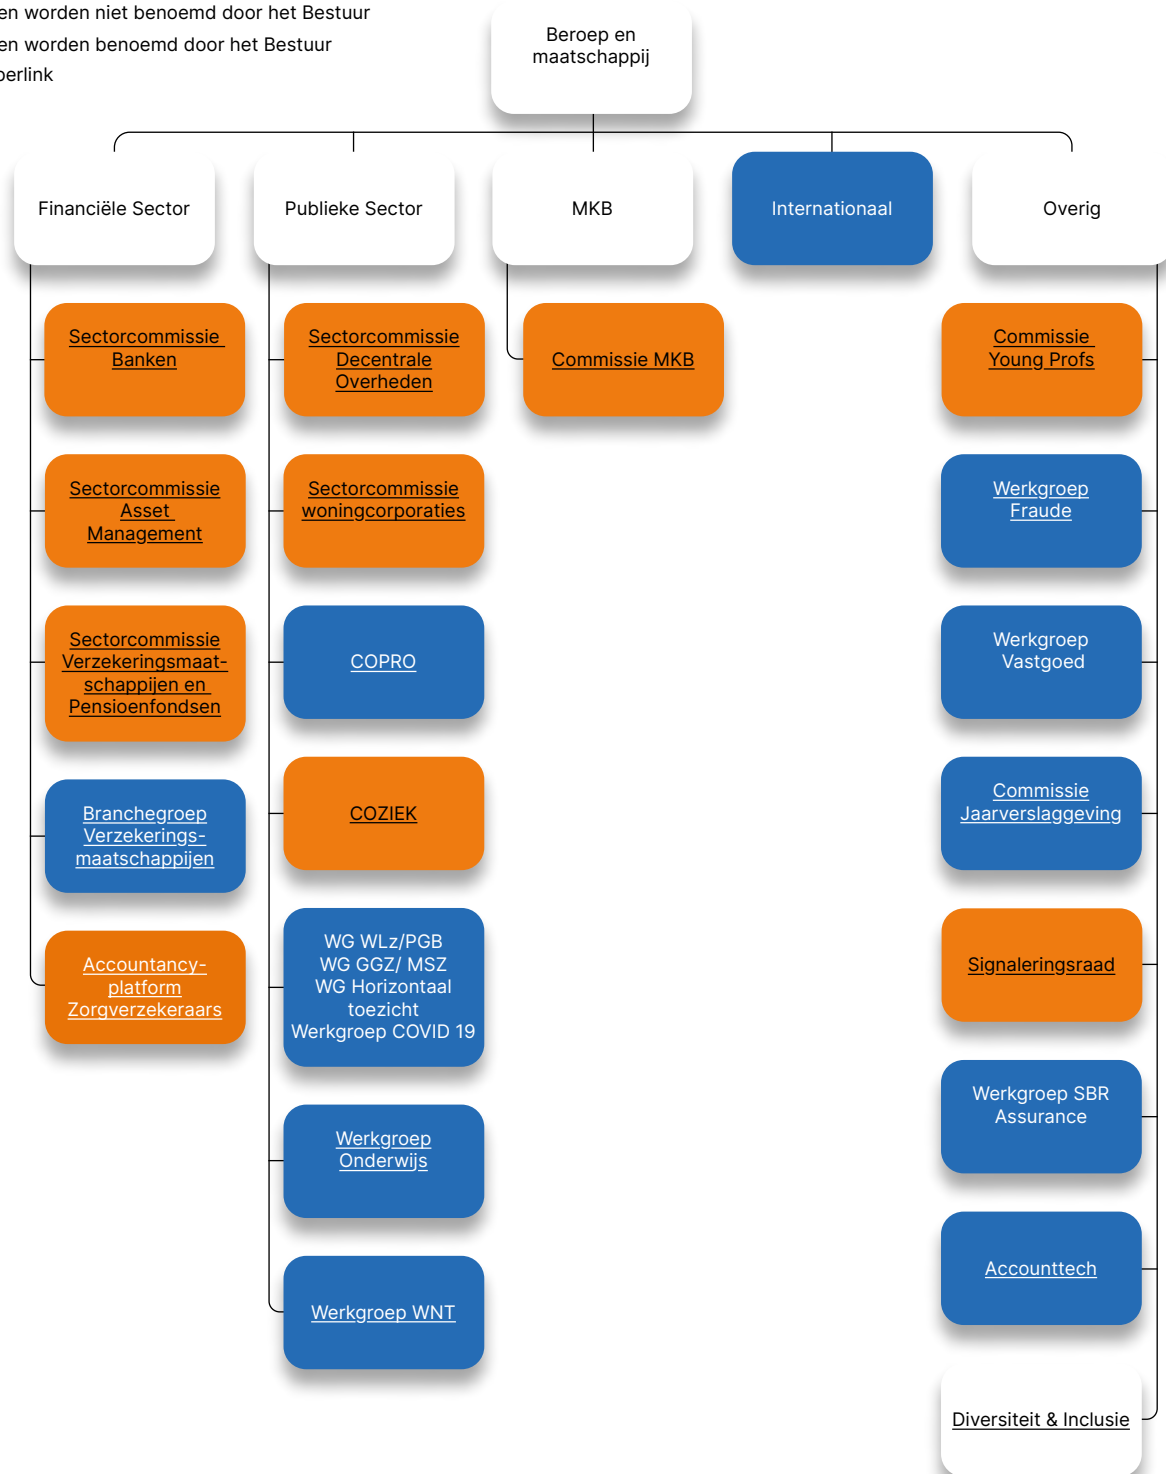 en worden niet benoemd door het Bestuur
en worden benoemd door het Bestuur
perlink
Beroep en
maatschappij
Financiële Sector
Publieke Sector
MKB
Internationaal
Overig
Sectorcommissie
Banken
Sectorcommissie
Asset
Management
Sectorcommissie
Verzekeringsmaat-
schappijen en
Pensioenfondsen
Branchegroep
Verzekerings-
maatschappijen
Accountancy-
platform
Zorgverzekeraars
Sectorcommissie
Decentrale
Overheden
Sectorcommissie
woningcorporaties
COPRO
COZIEK
WG WLz/PGB
WG GGZ/ MSZ
WG Horizontaal
toezicht
Werkgroep COVID 19
Werkgroep
Onderwijs
Werkgroep WNT
Commissie MKB
Commissie
Young Profs
Werkgroep
Fraude
Werkgroep
Vastgoed
Commissie
Jaarverslaggeving
Signaleringsraad
Werkgroep SBR
Assurance
Accounttech
Diversiteit & Inclusie